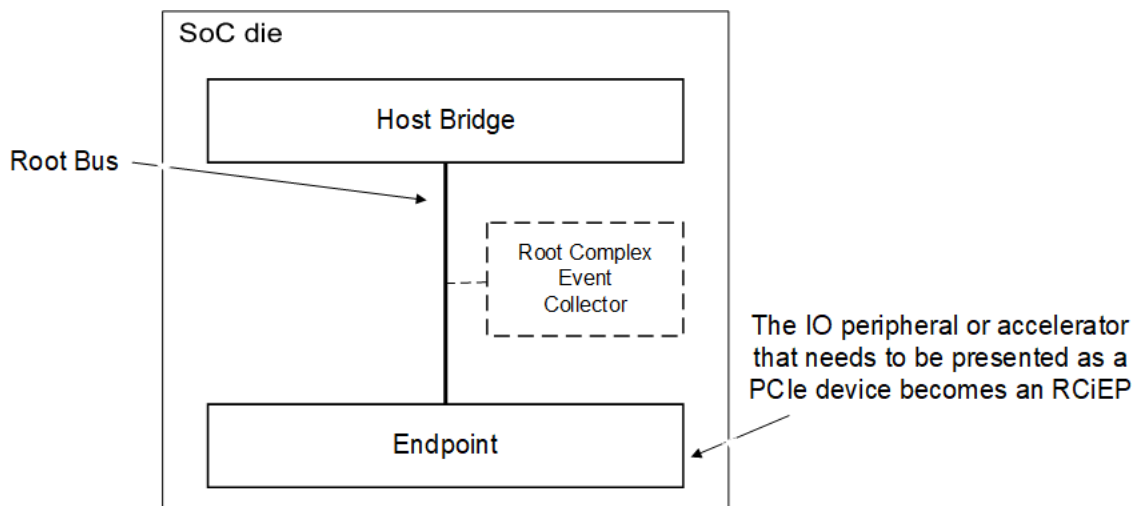 SoC die
Host Bridge
Root Bus
Root Complex
Event
Collector
The IO peripheral or accelerator
that needs to be presented as a
PCIe device becomes an RCiEP
Endpoint